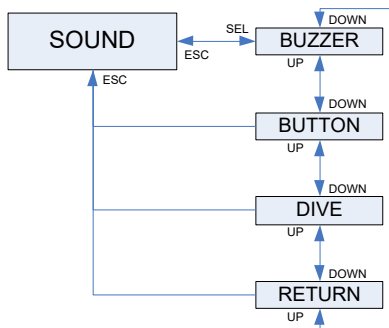 DOWN
SOUND
SEL
BUZZER
ESC
UP
ESC
DOWN
BUTTON
UP
DOWN
DIVE
UP
DOWN
RETURN
UP